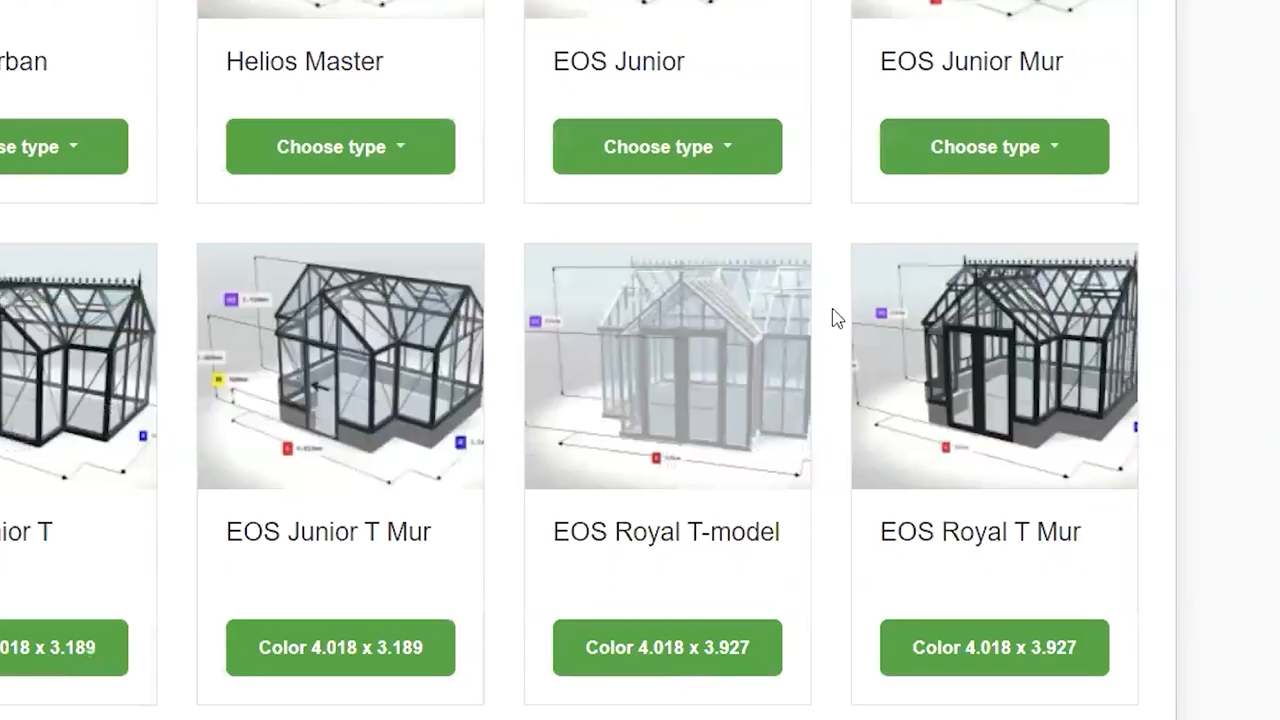 rban
Helios Master
EOS Junior
EOS Junior Mur
se type
Choose type
Choose type
Choose type
ior T
EOS Junior T Mur
EOS Royal T-model
EOS Royal T Mur
018 x 3.189
Color 4.018 x 3.189
Color 4.018 x 3.927
Color 4.018 x 3.927